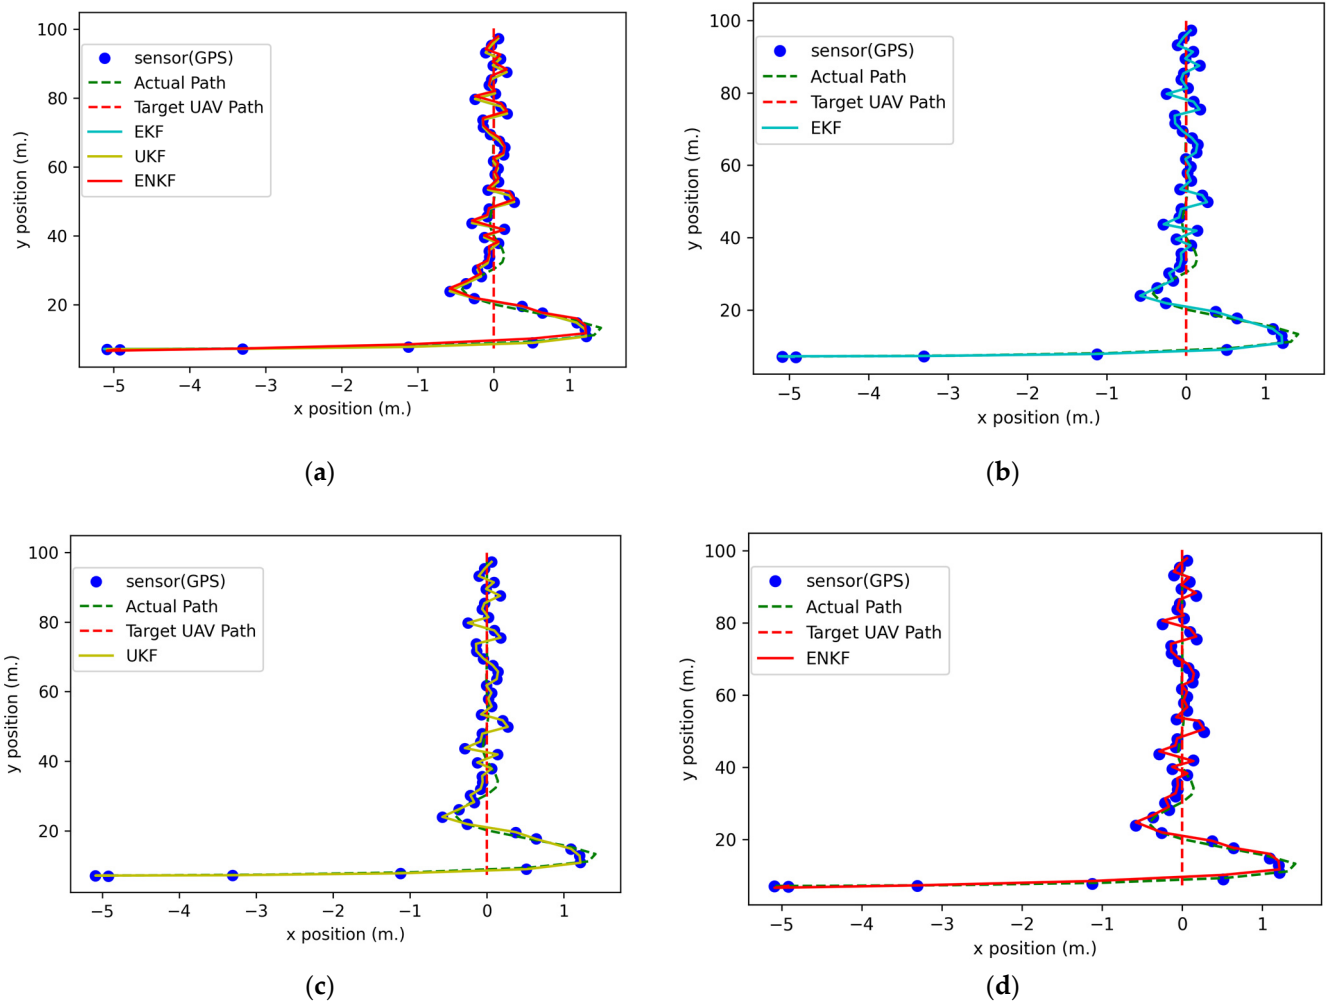 100
80
60
40
20
y position (m.)
sensor(GPS)
Actual Path
Target UAV Path
EKF
UKF
ENKF
−5 −4 −3 −2 −1 0 1
x position (m.)
(a)
100
80
60
40
20
y position (m.)
sensor(GPS)
Actual Path
Target UAV Path
EKF
−5 −4 −3 −2 −1 0 1
x position (m.)
(b)
100
80
60
40
20
y position (m.)
sensor(GPS)
Actual Path
Target UAV Path
UKF
−5 −4 −3 −2 −1 0 1
x position (m.)
(c)
100
80
60
40
20
y position (m.)
sensor(GPS)
Actual Path
Target UAV Path
ENKF
−5 −4 −3 −2 −1 0 1
x position (m.)
(d)